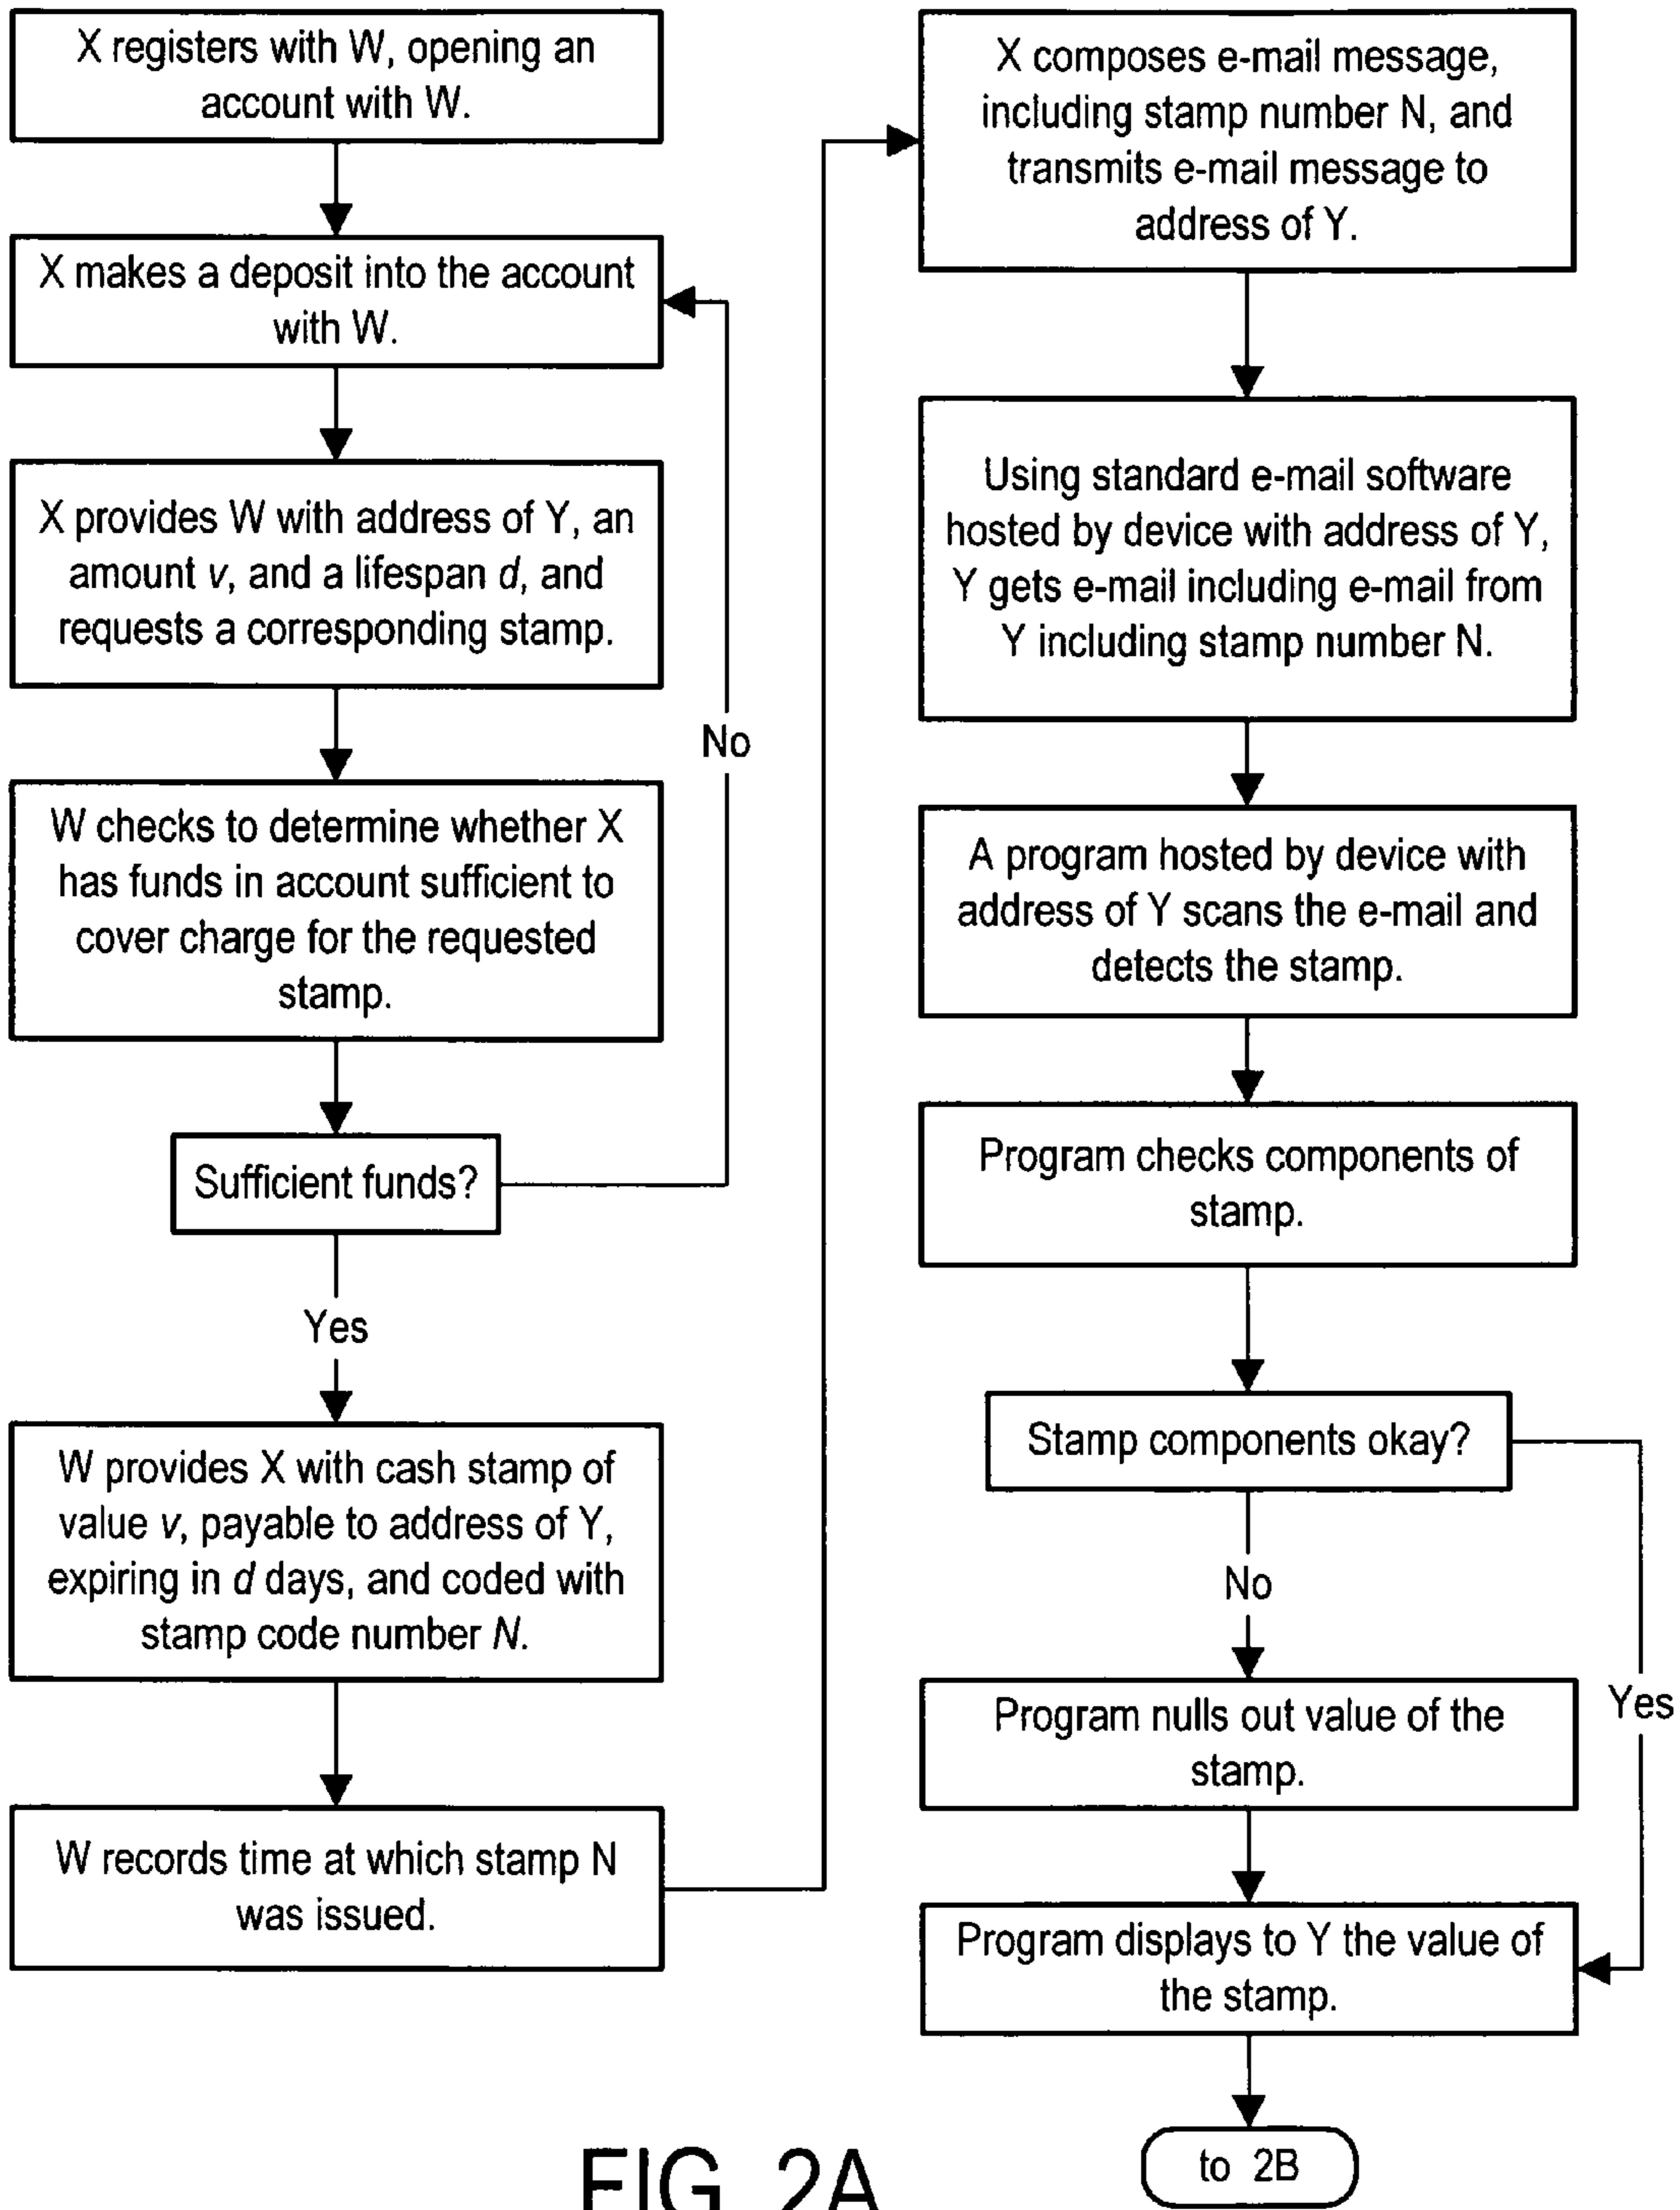 X registers with W, opening an
account with W.
X makes a deposit into the account
with W.
X provides W with address of Y, an
amount v, and a lifespan d, and
requests a corresponding stamp.
No
W checks to determine whether X
has funds in account sufficient to
cover charge for the requested
stamp.
Sufficient funds?
Yes
W provides X with cash stamp of
value v, payable to address of Y,
expiring in d days, and coded with
stamp code number N.
W records time at which stamp N
was issued.
X composes e-mail message,
including stamp number N, and
transmits e-mail message to
address of Y.
Using standard e-mail software
hosted by device with address of Y,
Y gets e-mail including e-mail from
Y including stamp number N.
A program hosted by device with
address of Y scans the e-mail and
detects the stamp.
Program checks components of
stamp.
Stamp components okay?
No
Yes
Program nulls out value of the
stamp.
Program displays to Y the value of
the stamp.
to 2B
FIG. 2A